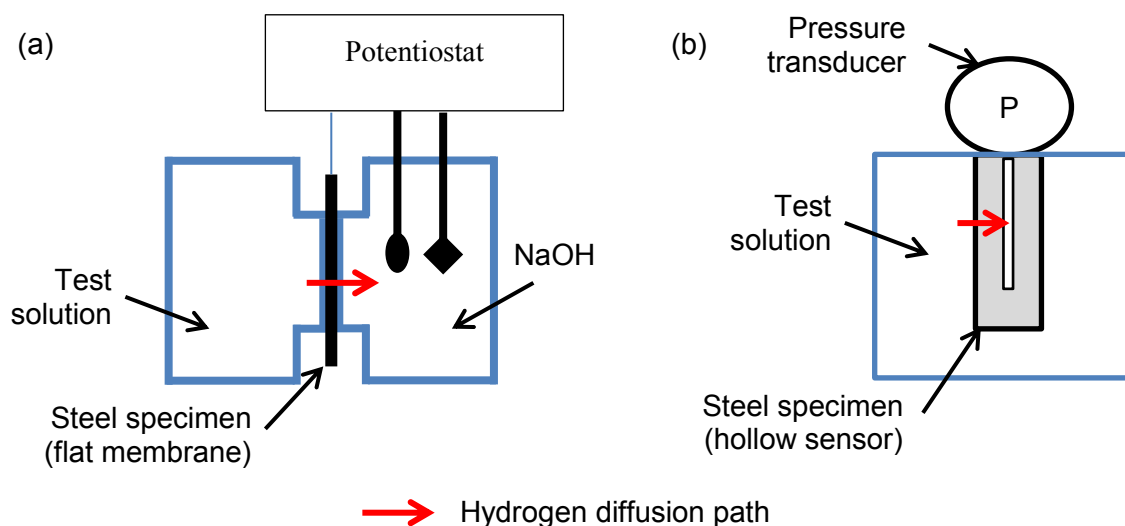 (a)
Potentiostat
Test
solution
NaOH
Steel specimen
(flat membrane)
(b)
Pressure
transducer
P
Test
solution
Steel specimen
(hollow sensor)
Hydrogen diffusion path